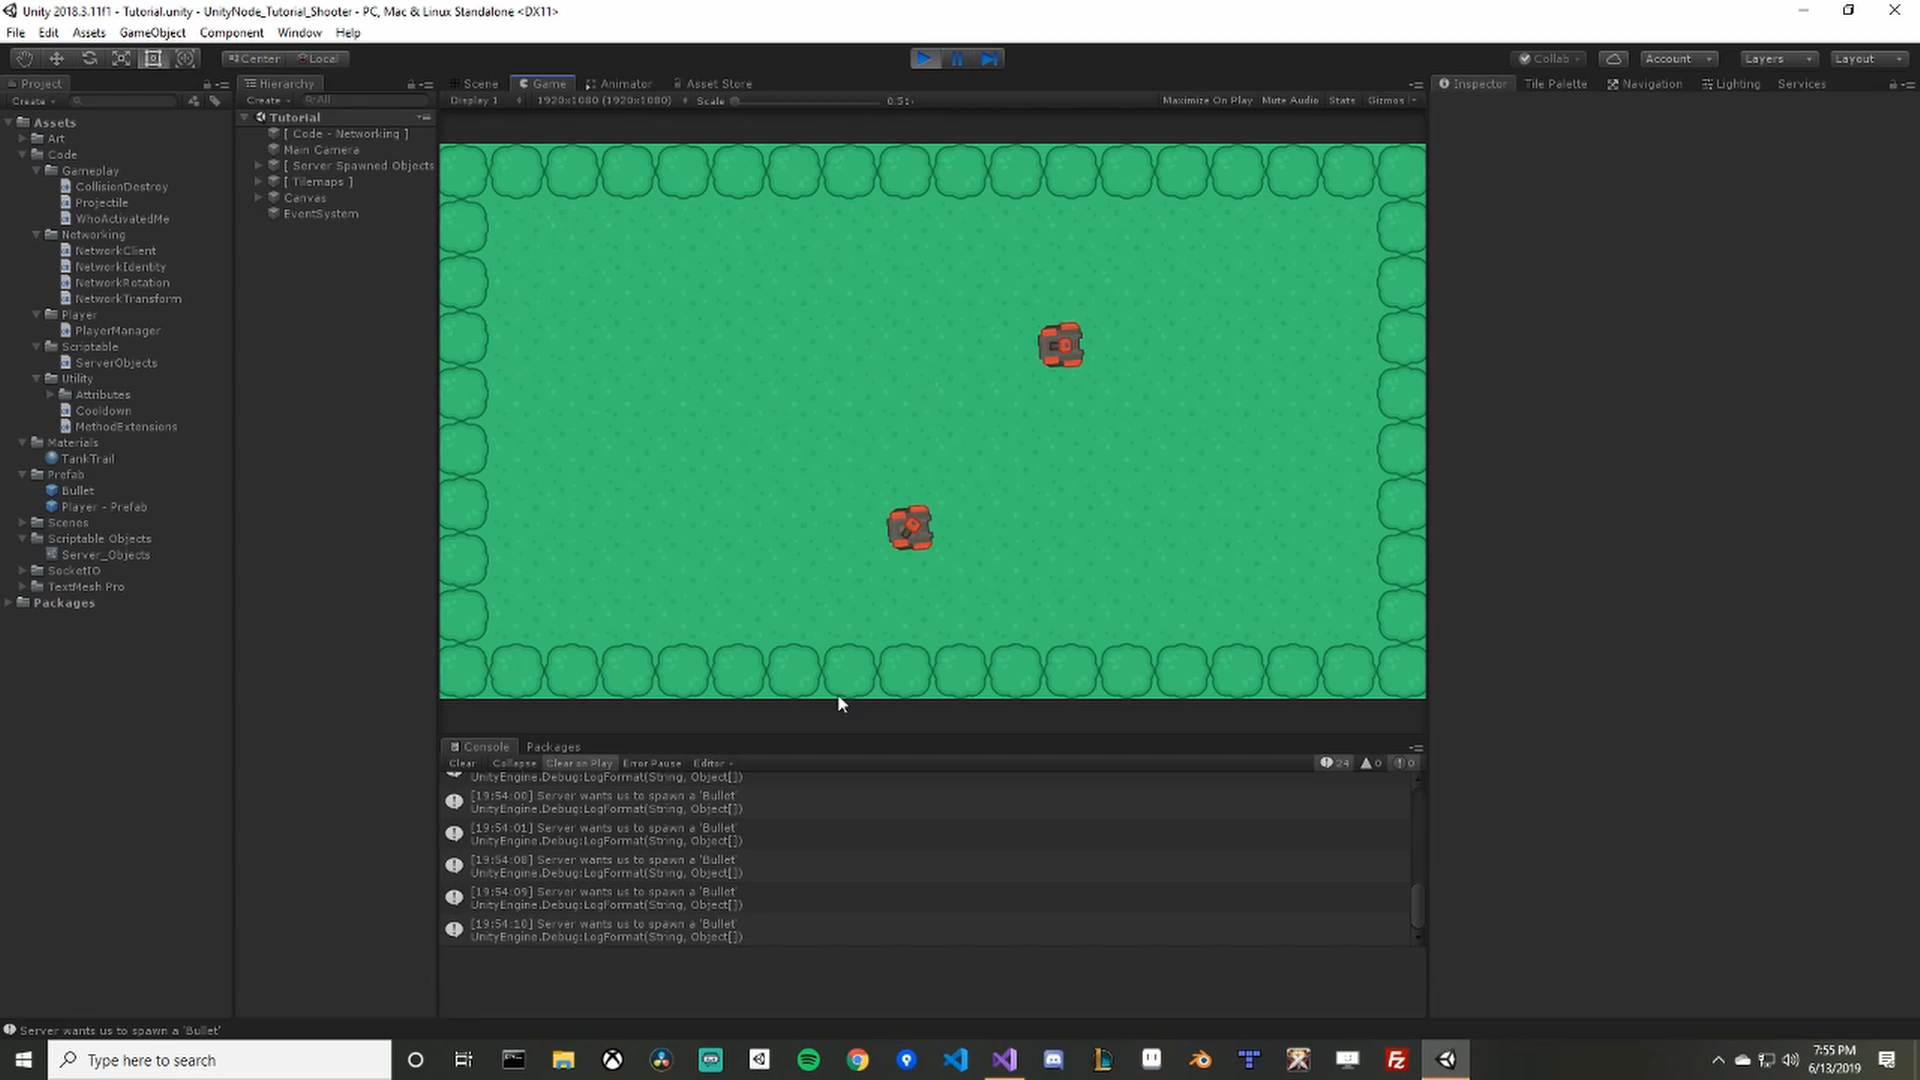 Unity 2018.3.11f1 - Tutorial.unity - UnityNode_Tutorial_Shooter - PC, Mac & Linux Standalone <DX11>
File Edit Assets GameObject Component Window Help
Center Local
Collab Account Layers Layout
Project
Create
Assets
Art
Code
Gameplay
CollisionDestroy
Projectile
WhoActivatedMe
Networking
NetworkClient
NetworkIdentity
NetworkRotation
NetworkTransform
Player
PlayerManager
Scriptable
ServerObjects
Utility
Attributes
Cooldown
MethodExtensions
Materials
TankTrail
Prefab
Bullet
Player - Prefab
Scenes
Scriptable Objects
Server_Objects
SocketIO
TextMesh Pro
Packages
Hierarchy
Create All
Tutorial
[ Code - Networking ]
Main Camera
[ Server Spawned Objects
[ Tilemaps ]
Canvas
EventSystem
Scene Game Animator Asset Store
Display 1 1920x1080 (1920x1080) Scale 0.51x Maximize On Play Mute Audio Stats Gizmos
Inspector Tile Palette Navigation Lighting Services
Console Packages
Clear Collapse Clear on Play Error Pause Editor 24 0 0
UnityEngine.Debug:LogFormat(String, Object[])
[19:54:00] Server wants us to spawn a 'Bullet'
UnityEngine.Debug:LogFormat(String, Object[])
[19:54:01] Server wants us to spawn a 'Bullet'
UnityEngine.Debug:LogFormat(String, Object[])
[19:54:08] Server wants us to spawn a 'Bullet'
UnityEngine.Debug:LogFormat(String, Object[])
[19:54:09] Server wants us to spawn a 'Bullet'
UnityEngine.Debug:LogFormat(String, Object[])
[19:54:10] Server wants us to spawn a 'Bullet'
UnityEngine.Debug:LogFormat(String, Object[])
Server wants us to spawn a 'Bullet'
Type here to search
7:55 PM
6/13/2019